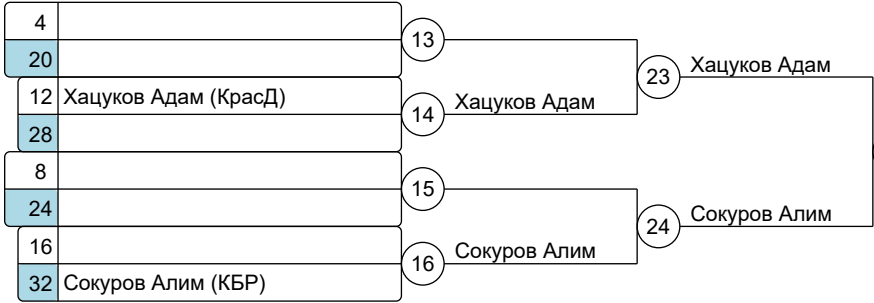 4
13
20
23 Хацуков Адам
12 Хацуков Адам (КрасД)
14 Хацуков Адам
28
8
15
24
24 Сокуров Алим
16
16 Сокуров Алим
32 Сокуров Алим (КБР)